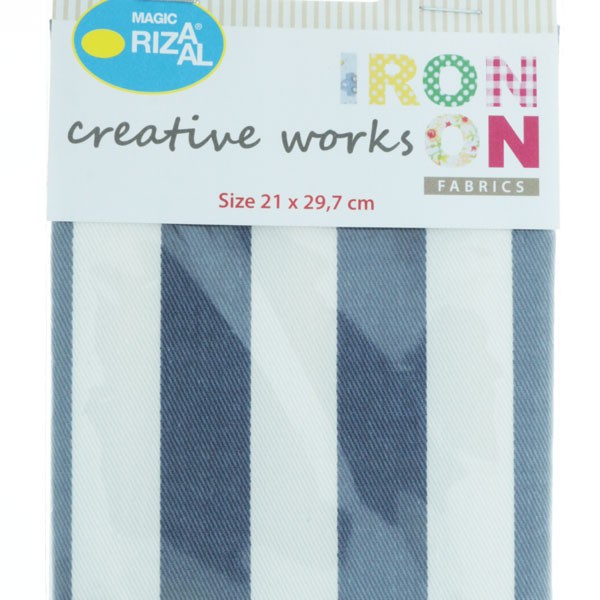 MAGIC
RIZAAL
IRON
creative works ON
FABRICS
Size 21 x 29,7 cm